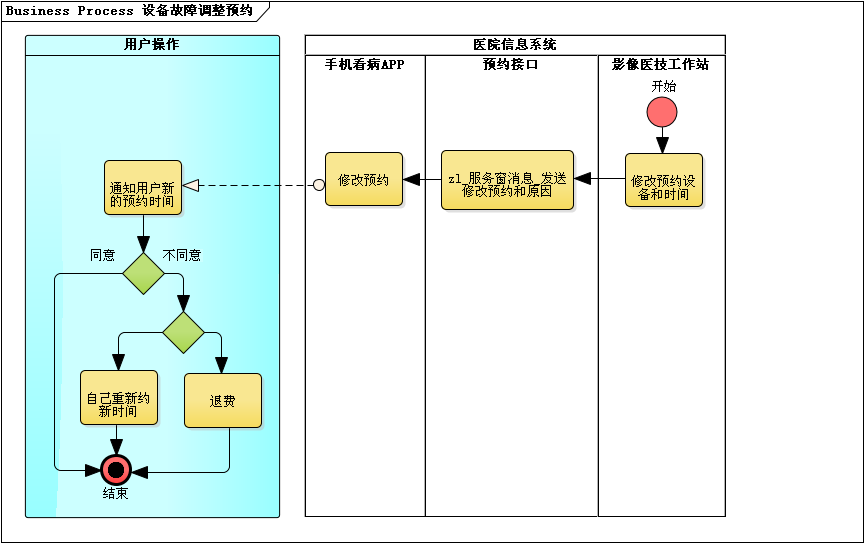 Business Process 设备故障调整预约
用户操作
医院信息系统
手机看病APP
预约接口
影像医技工作站
开始
通知用户新
的预约时间
修改预约
zl_服务窗消息_发送
修改预约和原因
修改预约设
备和时间
同意
不同意
自己重新约
新时间
退费
结束